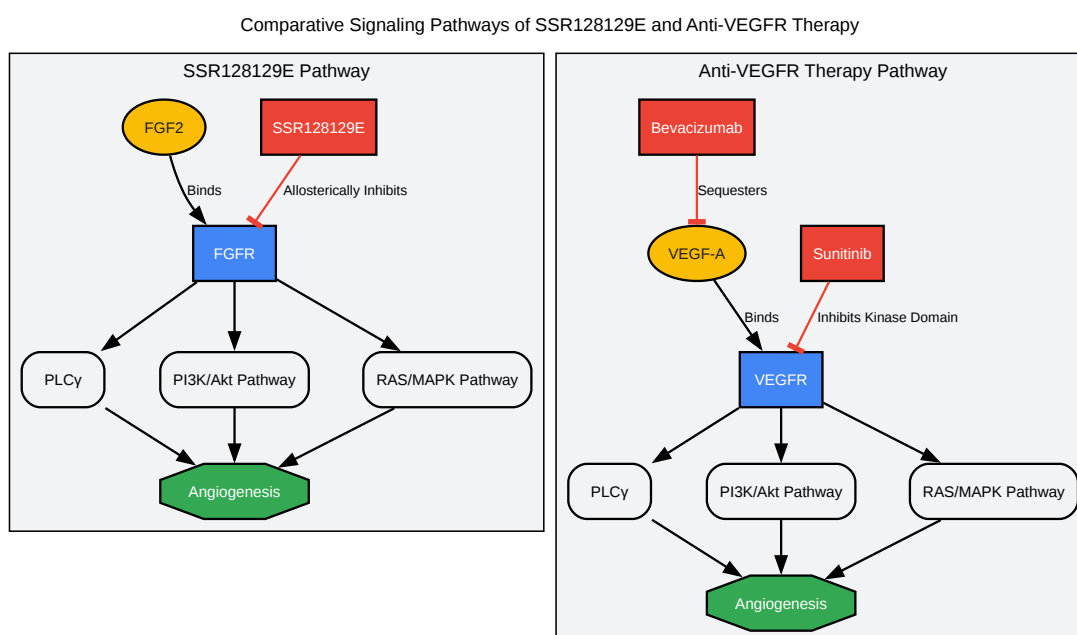 Comparative Signaling Pathways of SSR128129E and Anti-VEGFR Therapy
SSR128129E Pathway
FGF2
SSR128129E
Binds
Allosterically Inhibits
FGFR
PLCγ
PI3K/Akt Pathway
RAS/MAPK Pathway
Angiogenesis
Anti-VEGFR Therapy Pathway
Bevacizumab
Sequesters
VEGF-A
Sunitinib
Binds
Inhibits Kinase Domain
VEGFR
PLCγ
PI3K/Akt Pathway
RAS/MAPK Pathway
Angiogenesis